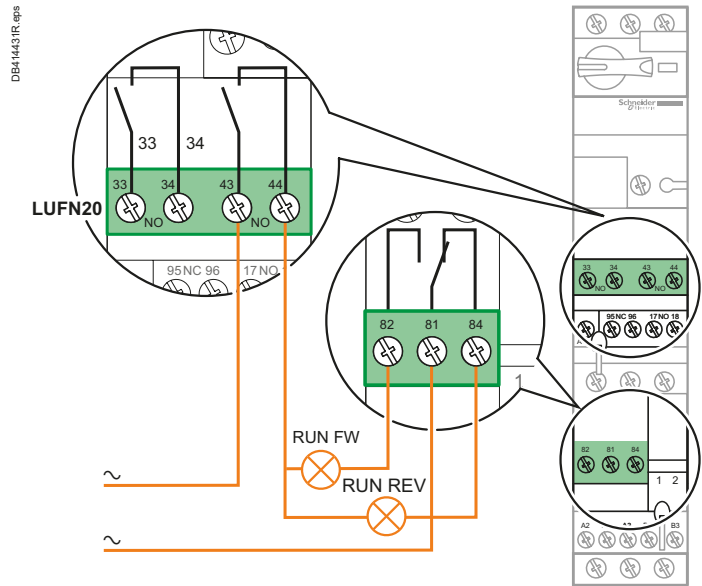 DB414431R.eps
33 34
33 34 43 44
LUFN20
NO NO
95 NC 96 17 NO
82 81 84
1
RUN FW
RUN REV
~
~
Schneider
Electric
33 34 43 44
NO NO
95 NC 96 17 NO 18
A
82 81 84
1 2
A2 B3